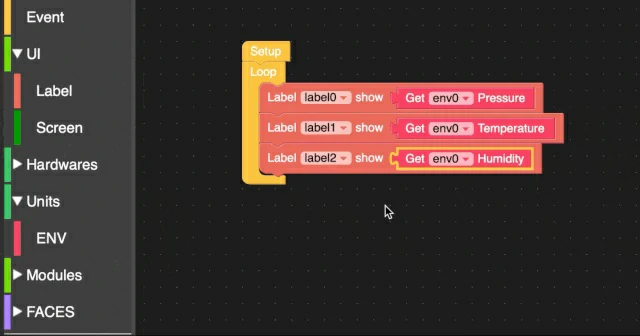 Event
UI
Label
Screen
Hardwares
Units
ENV
Modules
FACES
Setup
Loop
Label label0 show Get env0 Pressure
Label label1 show Get env0 Temperature
Label label2 show Get env0 Humidity